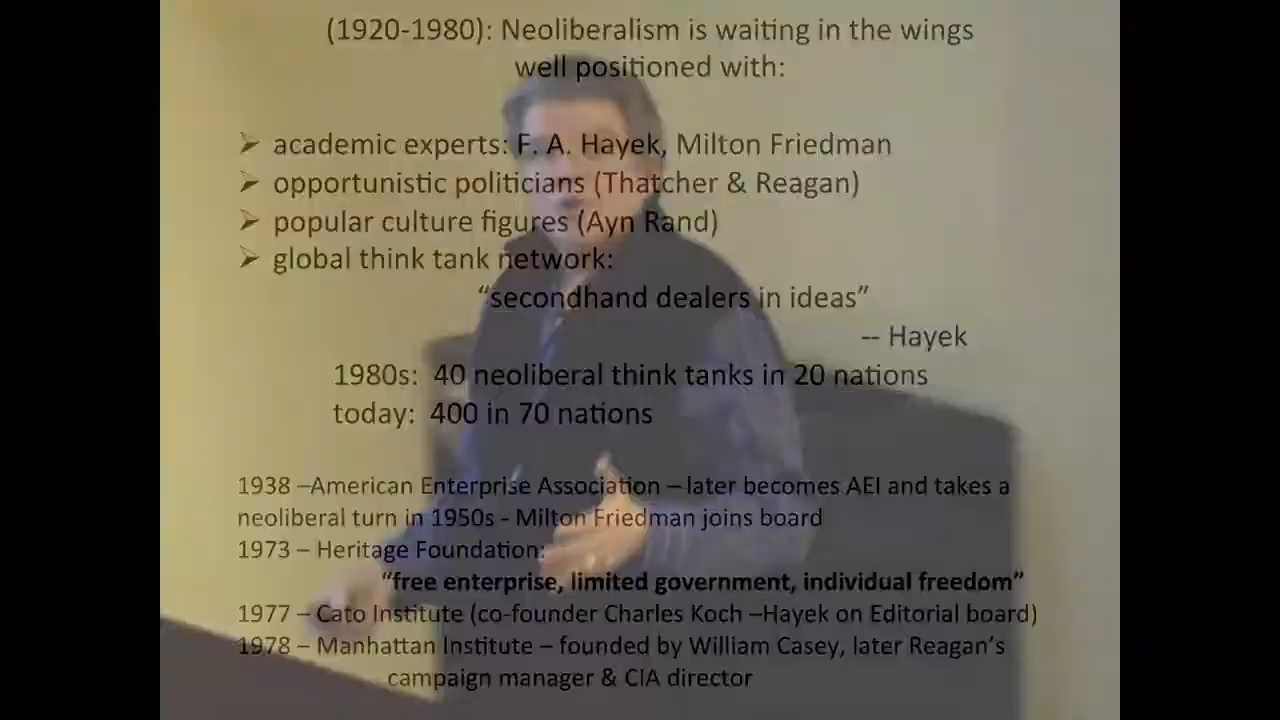 (1920-1980): Neoliberalism is waiting in the wings
well positioned with:
➢ academic experts: F. A. Hayek, Milton Friedman
➢ opportunistic politicians (Thatcher & Reagan)
➢ popular culture figures (Ayn Rand)
➢ global think tank network:
“secondhand dealers in ideas”
-- Hayek
1980s: 40 neoliberal think tanks in 20 nations
today: 400 in 70 nations
1938 –American Enterprise Association – later becomes AEI and takes a
neoliberal turn in 1950s - Milton Friedman joins board
1973 – Heritage Foundation:
“free enterprise, limited government, individual freedom”
1977 – Cato Institute (co-founder Charles Koch –Hayek on Editorial board)
1978 – Manhattan Institute – founded by William Casey, later Reagan’s
campaign manager & CIA director